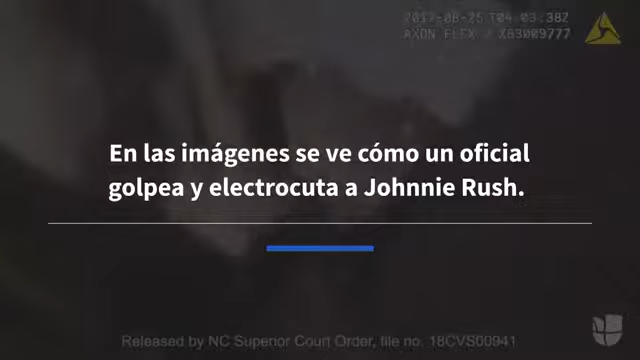 2017-08-25 T04:03:38Z
AXON FLEX / X83009777
En las imágenes se ve cómo un oficial
golpea y electrocuta a Johnnie Rush.
Released by NC Superior Court Order, file no. 18CVS00941